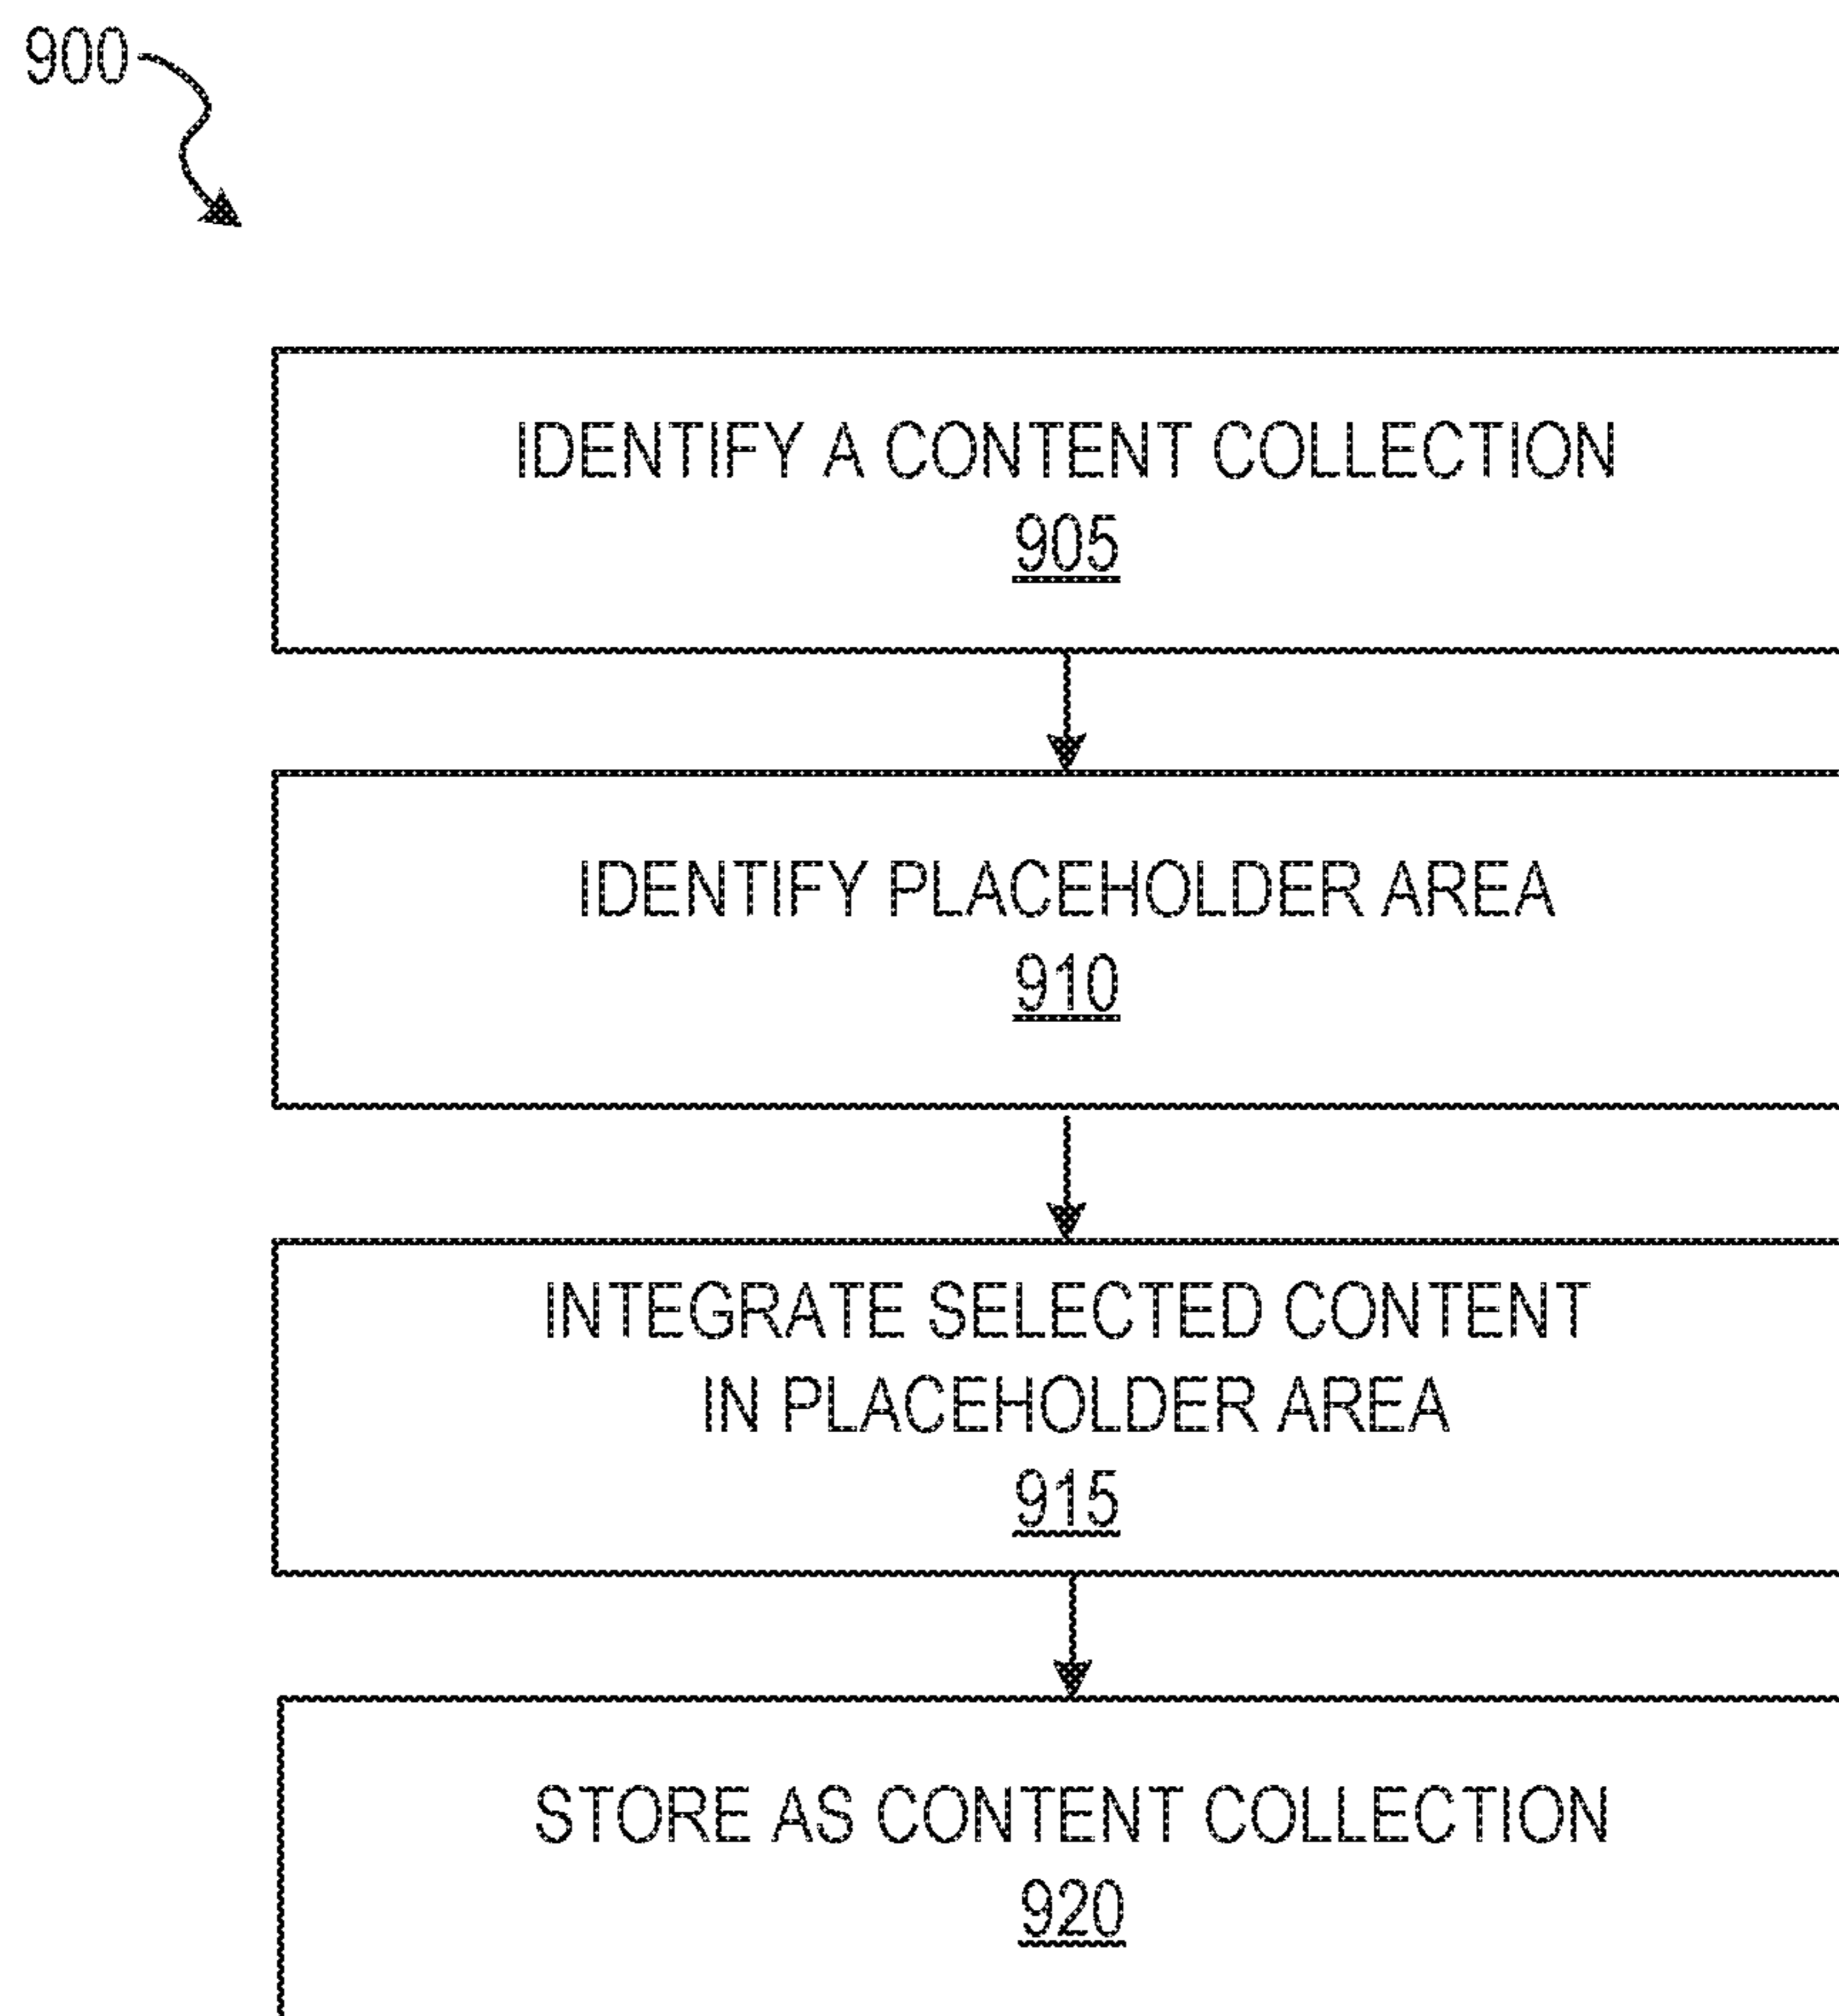 900
IDENTIFY A CONTENT COLLECTION
905
IDENTIFY PLACEHOLDER AREA
910
INTEGRATE SELECTED CONTENT
IN PLACEHOLDER AREA
915
STORE AS CONTENT COLLECTION
920